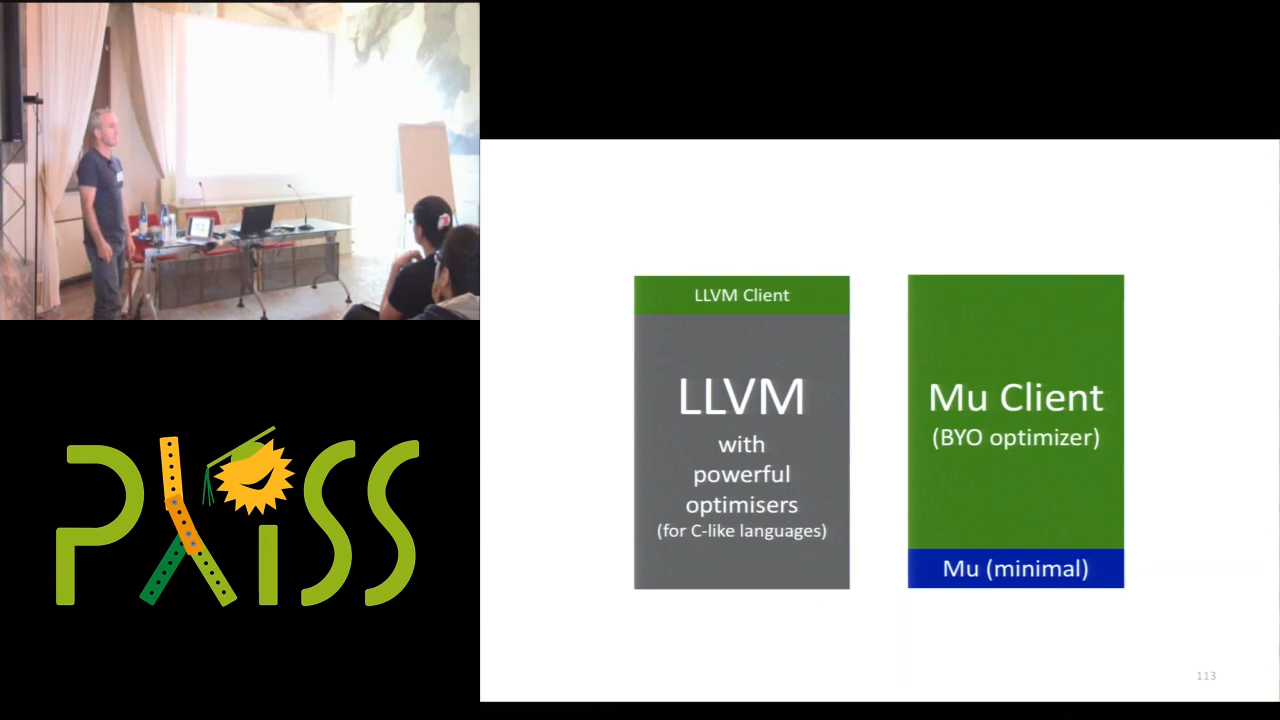 PLISS
LLVM Client
LLVM
with
powerful
optimisers
(for C-like languages)
Mu Client
(BYO optimizer)
Mu (minimal)
113